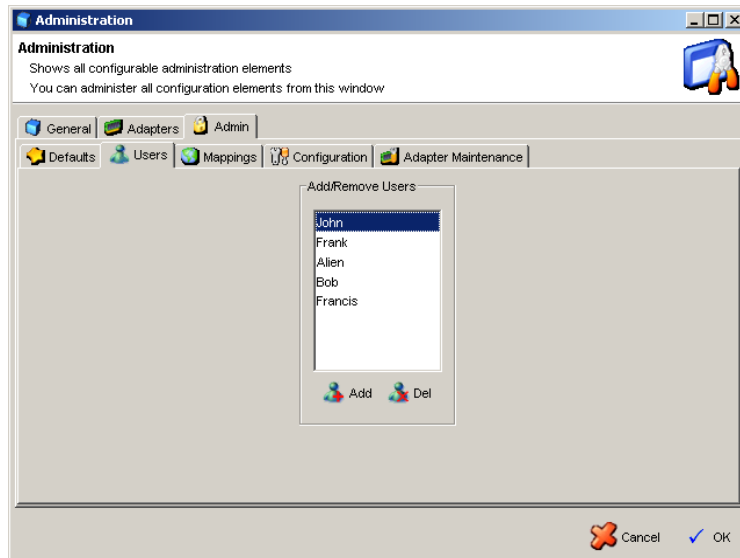 Administration
Administration
Shows all configurable administration elements
You can administer all configuration elements from this window
General Adapters Admin
Defaults Users Mappings Configuration Adapter Maintenance
Add/Remove Users
John
Frank
Alien
Bob
Francis
Add Del
Cancel OK